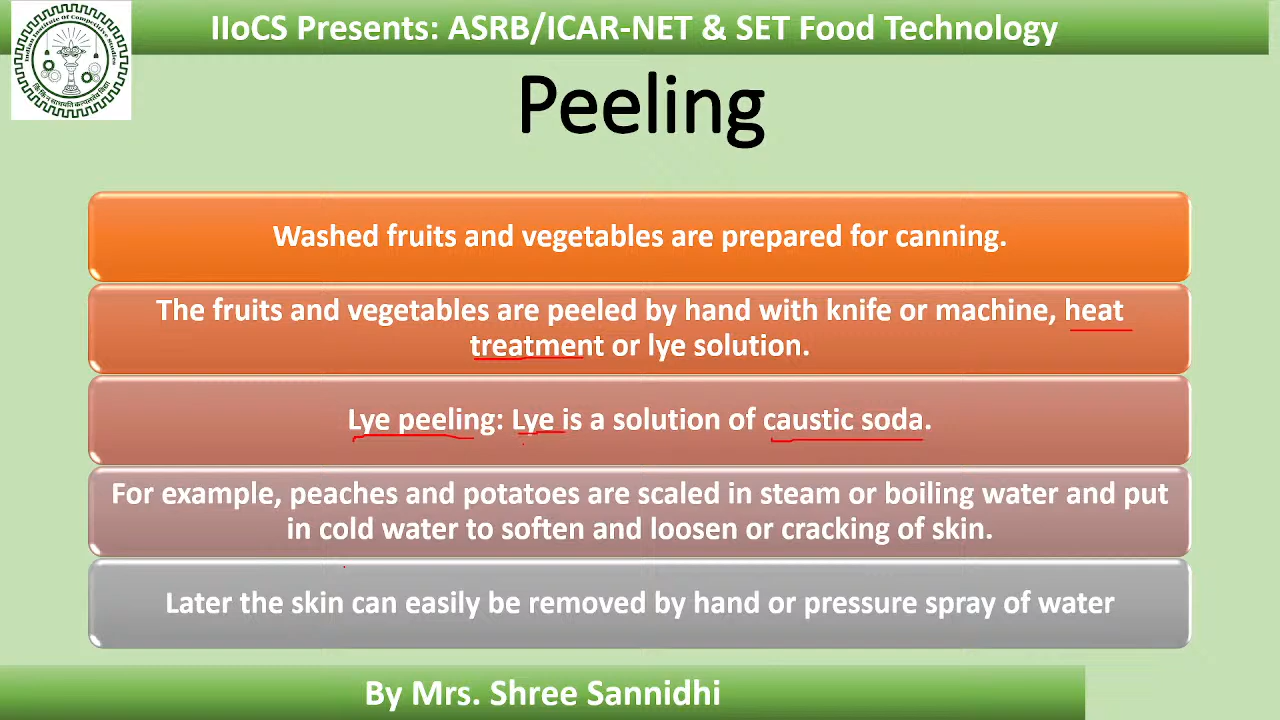 IIoCS Presents: ASRB/ICAR-NET & SET Food Technology
Peeling
Washed fruits and vegetables are prepared for canning.
The fruits and vegetables are peeled by hand with knife or machine, heat
treatment or lye solution.
Lye peeling: Lye is a solution of caustic soda.
For example, peaches and potatoes are scaled in steam or boiling water and put
in cold water to soften and loosen or cracking of skin.
Later the skin can easily be removed by hand or pressure spray of water
By Mrs. Shree Sannidhi